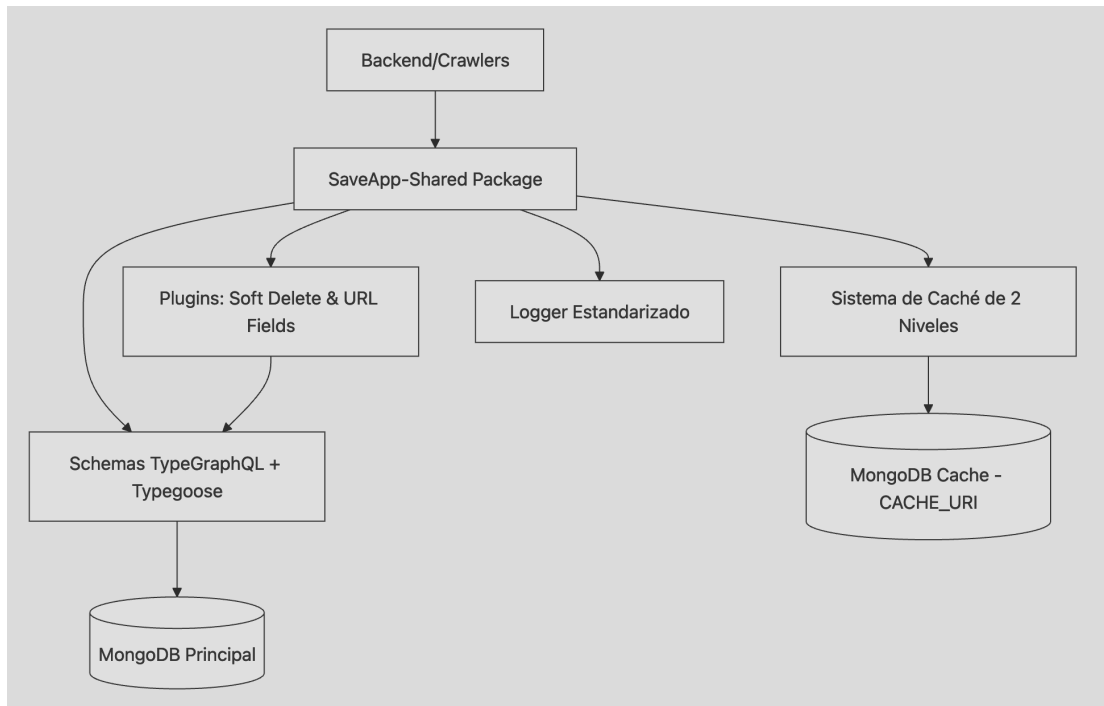 Backend/Crawlers
SaveApp-Shared Package
Plugins: Soft Delete & URL
Fields
Logger Estandarizado
Sistema de Caché de 2
Niveles
Schemas TypeGraphQL +
Typegoose
MongoDB Cache -
CACHE_URI
MongoDB Principal